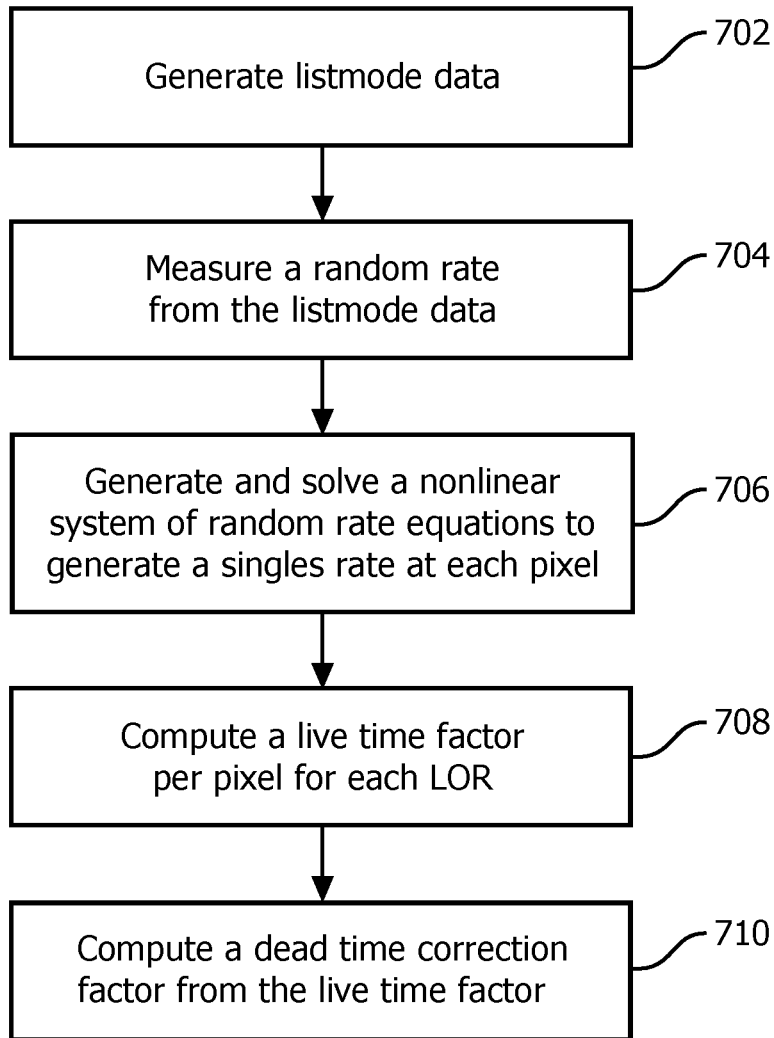 Generate listmode data
702
Measure a random rate
from the listmode data
704
Generate and solve a nonlinear
system of random rate equations to
generate a singles rate at each pixel
706
Compute a live time factor
per pixel for each LOR
708
Compute a dead time correction
factor from the live time factor
710